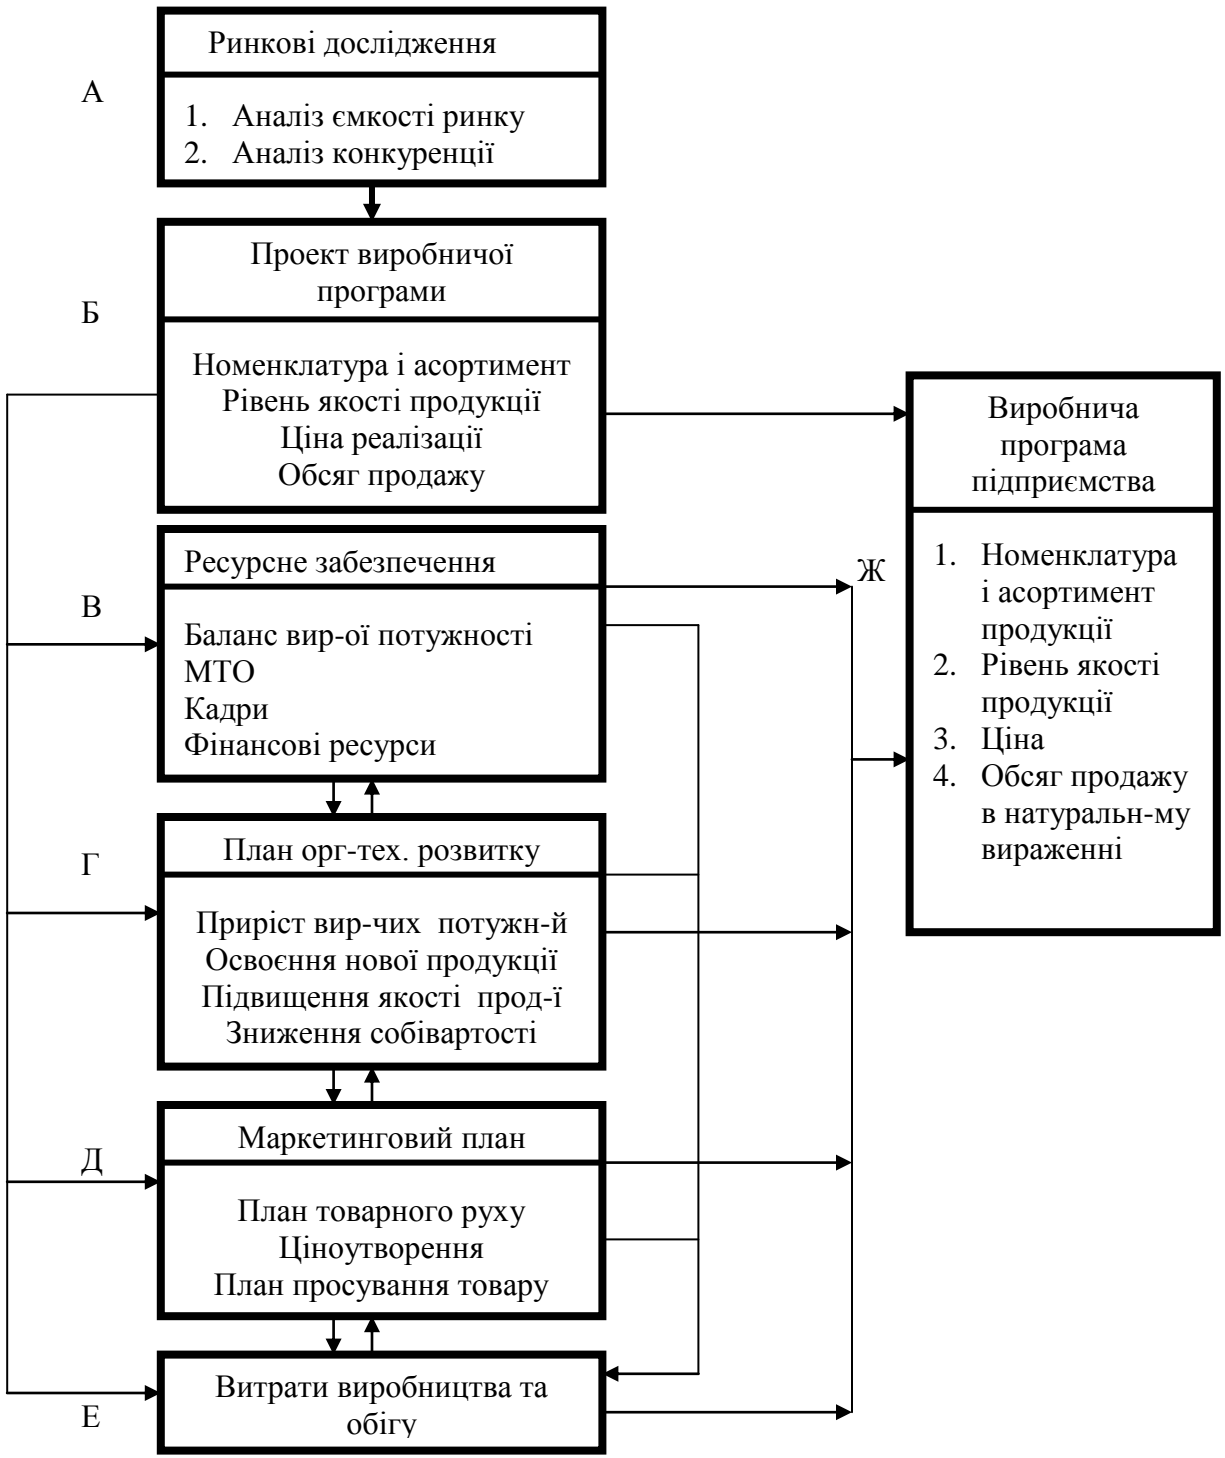 Ринкові дослідження
А
1. Аналіз ємкості ринку
2. Аналіз конкуренції
Проект виробничої
програми
Б
Номенклатура і асортимент
Рівень якості продукції
Ціна реалізації
Обсяг продажу
Ресурсне забезпечення
В
Баланс вир-ої потужності
МТО
Кадри
Фінансові ресурси
План орг-тех. розвитку
Г
Приріст вир-чих потужн-й
Освоєння нової продукції
Підвищення якості прод-ї
Зниження собівартості
Маркетинговий план
Д
План товарного руху
Ціноутворення
План просування товару
Витрати виробництва та
обігу
Е
Ж
Виробнича
програма
підприємства
1. Номенклатура
і асортимент
продукції
2. Рівень якості
продукції
3. Ціна
4. Обсяг продажу
в натуральн-му
вираженні